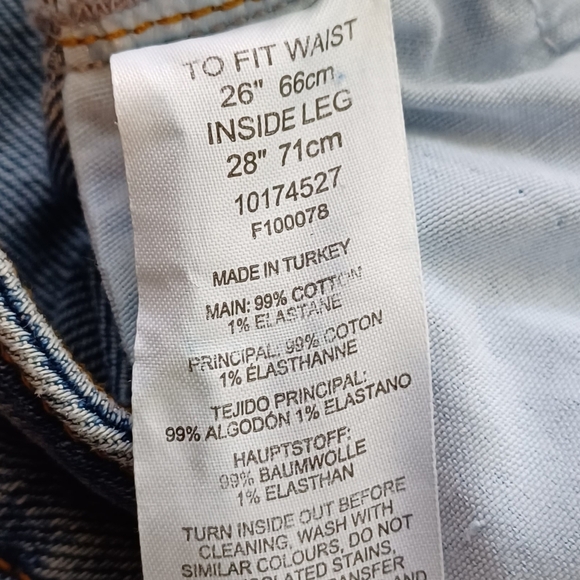 TO FIT WAIST
26" 66cm
INSIDE LEG
28" 71cm
10174527
F100078
MADE IN TURKEY
MAIN: 99% COTTON
1% ELASTANE
PRINCIPAL: 99% COTON
1% ÉLASTHANNE
TEJIDO PRINCIPAL:
99% ALGODÓN 1% ELASTANO
HAUPTSTOFF:
99% BAUMWOLLE
1% ELASTHAN
TURN INSIDE OUT BEFORE
CLEANING, WASH WITH
SIMILAR COLOURS, DO NOT
STAINS,